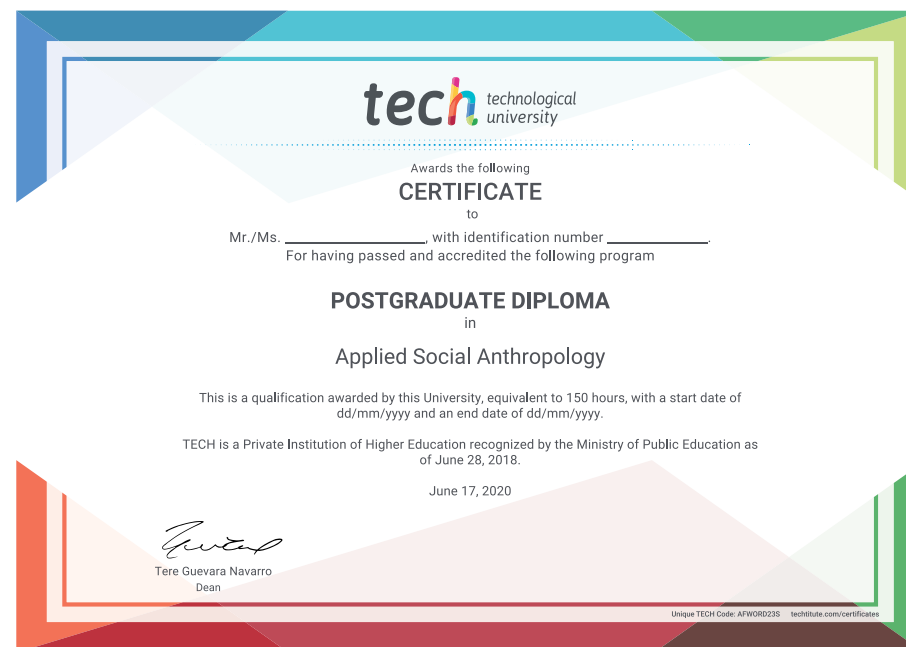 tech technological
university
Awards the following
CERTIFICATE
to
Mr./Ms. ____________________, with identification number ______________.
For having passed and accredited the following program
POSTGRADUATE DIPLOMA
in
Applied Social Anthropology
This is a qualification awarded by this University, equivalent to 150 hours, with a start date of
dd/mm/yyyy and an end date of dd/mm/yyyy.
TECH is a Private Institution of Higher Education recognized by the Ministry of Public Education as
of June 28, 2018.
June 17, 2020
Tere Guevara Navarro
Dean
Unique TECH Code: AFWORD23S techtitute.com/certificates